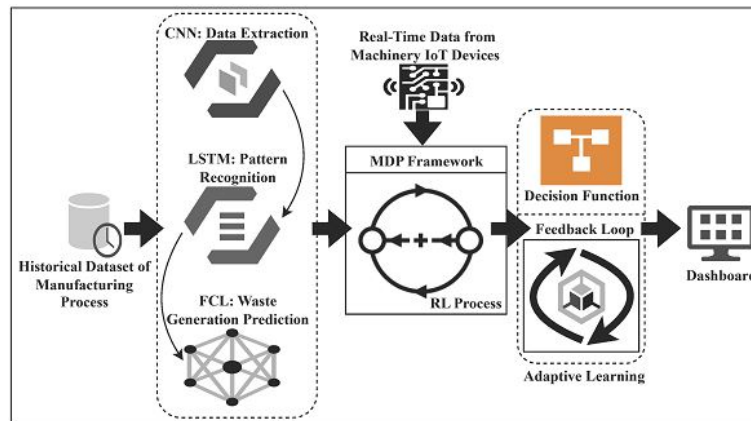 CNN: Data Extraction
LSTM: Pattern
Recognition
FCL: Waste
Generation Prediction
Historical Dataset of
Manufacturing
Process
Real-Time Data from
Machinery IoT Devices
MDP Framework
RL Process
Decision Function
Feedback Loop
Adaptive Learning
Dashboard